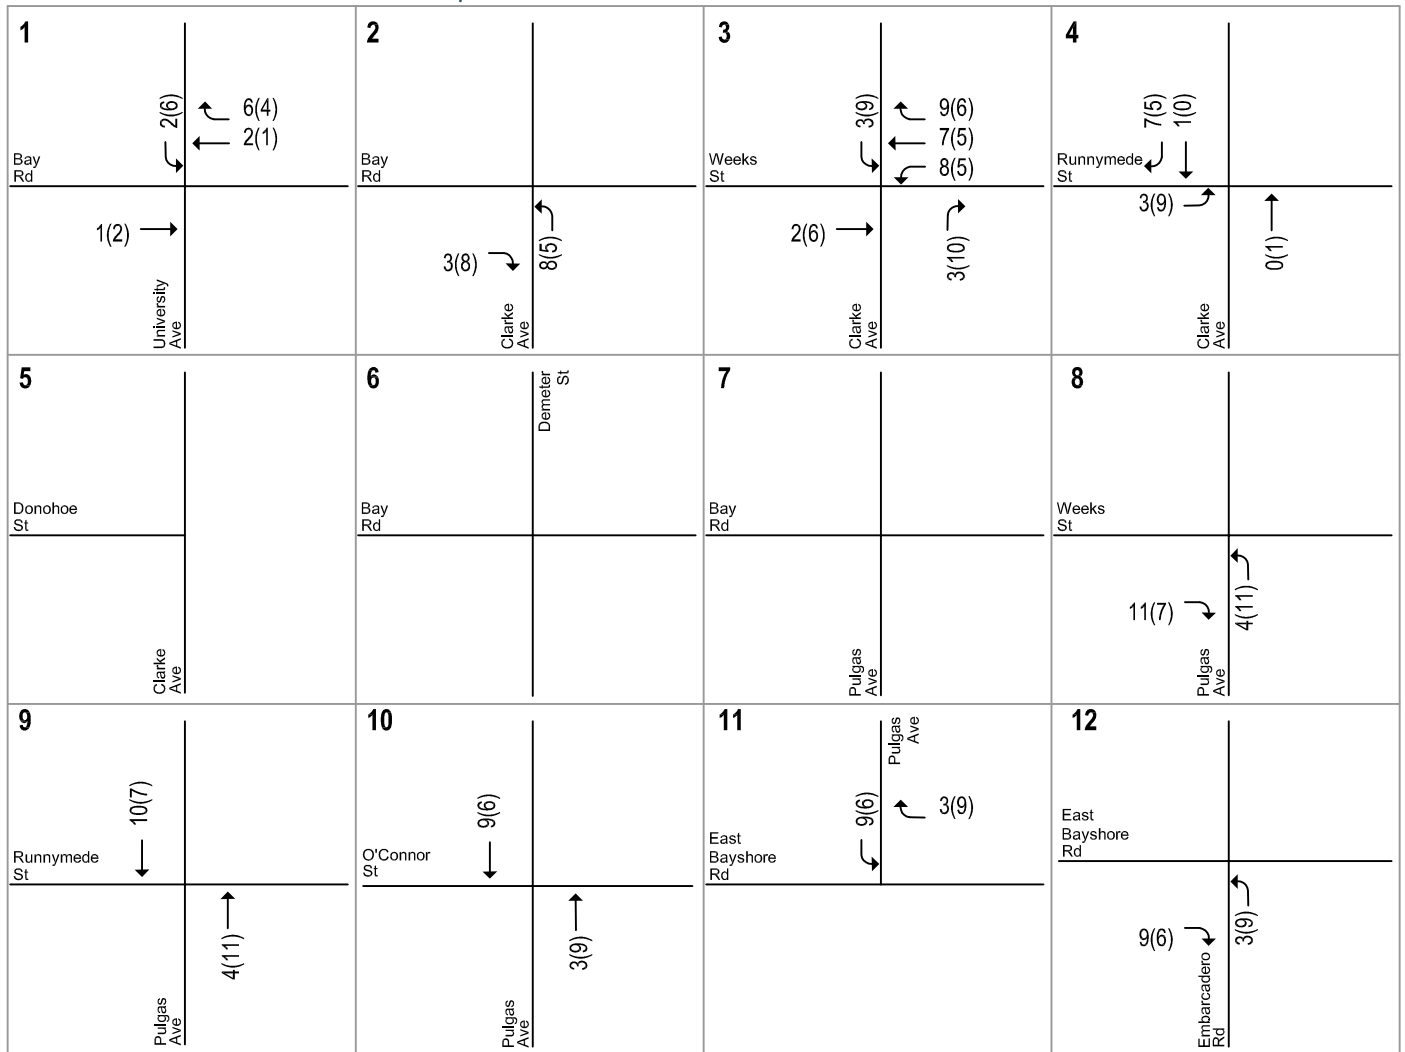 1
2(6)
6(4)
2(1)
Bay
Rd
1(2)
University
Ave
2
Bay
Rd
3(8)
8(5)
Clarke
Ave
3
3(9)
9(6)
7(5)
8(5)
Weeks
St
2(6)
3(10)
Clarke
Ave
4
7(5)
1(0)
Runnymede
St
3(9)
0(1)
Clarke
Ave
5
Donohoe
St
Clarke
Ave
6
Demeter
St
Bay
Rd
7
Bay
Rd
Pulgas
Ave
8
Weeks
St
11(7)
4(11)
Pulgas
Ave
9
10(7)
Runnymede
St
4(11)
Pulgas
Ave
10
9(6)
O'Connor
St
3(9)
Pulgas
Ave
11
Pulgas
Ave
9(6)
3(9)
East
Bayshore
Rd
12
East
Bayshore
Rd
9(6)
3(9)
Embarcadero
Rd